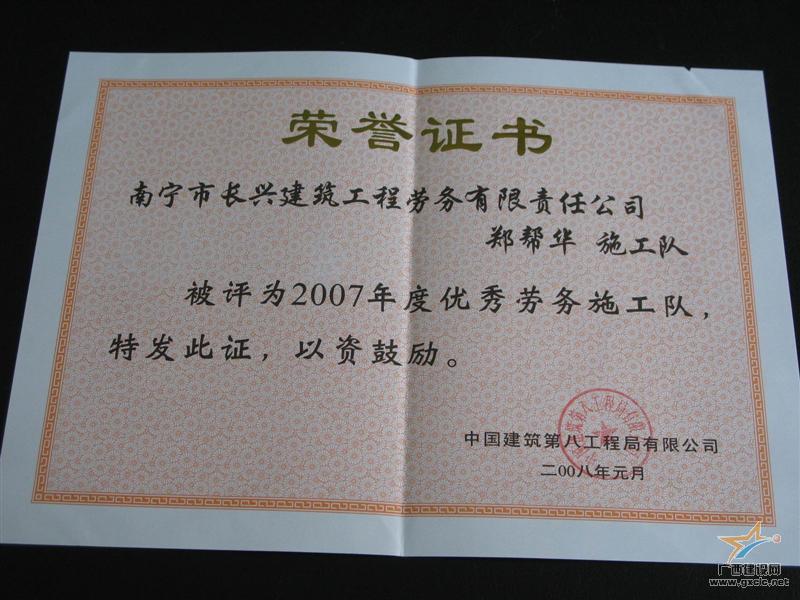 荣誉证书
南宁市长兴建筑工程劳务有限责任公司
郑帮华 施工队
被评为2007年度优秀劳务施工队，
特发此证，以资鼓励。
中国建筑第八工程局有限公司
二00八年元月
广西建设网
www.gxcic.net